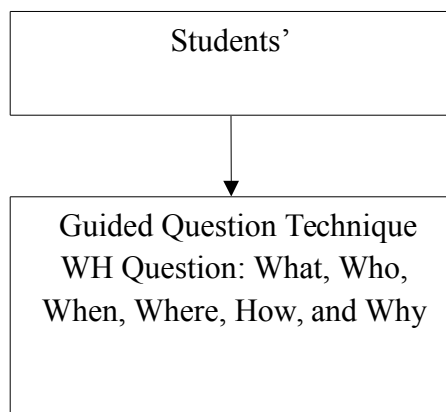 Students’
Guided Question Technique
WH Question: What, Who,
When, Where, How, and Why